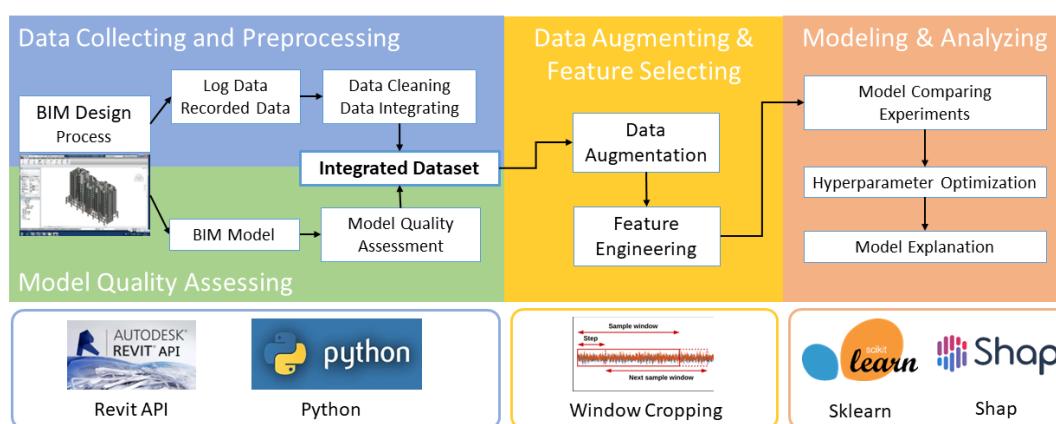 Data Collecting and Preprocessing
Data Augmenting &
Feature Selecting
Modeling & Analyzing
BIM Design
Process
Log Data
Recorded Data
Data Cleaning
Data Integrating
Integrated Dataset
BIM Model
Model Quality
Assessment
Model Quality Assessing
Data
Augmentation
Feature
Engineering
Model Comparing
Experiments
Hyperparameter Optimization
Model Explanation
AUTODESK®
REVIT® API
Revit API
python
Python
Sample window
Step
Next sample window
Window Cropping
scikit
learn
Sklearn
Shap
Shap